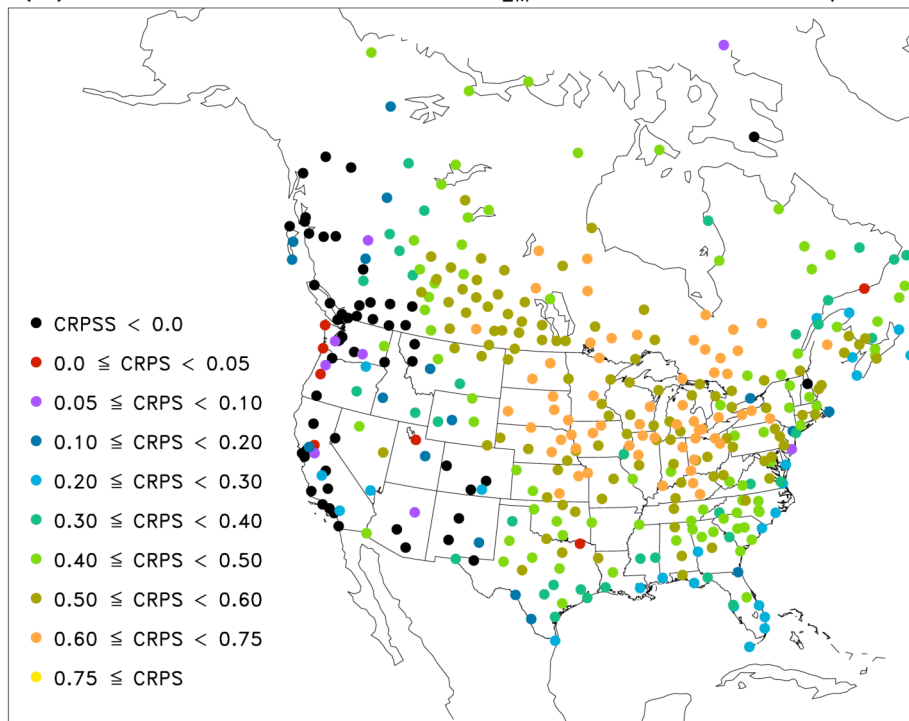 CRPSS < 0.0
0.0 ≦ CRPS < 0.05
0.05 ≦ CRPS < 0.10
0.10 ≦ CRPS < 0.20
0.20 ≦ CRPS < 0.30
0.30 ≦ CRPS < 0.40
0.40 ≦ CRPS < 0.50
0.50 ≦ CRPS < 0.60
0.60 ≦ CRPS < 0.75
0.75 ≦ CRPS